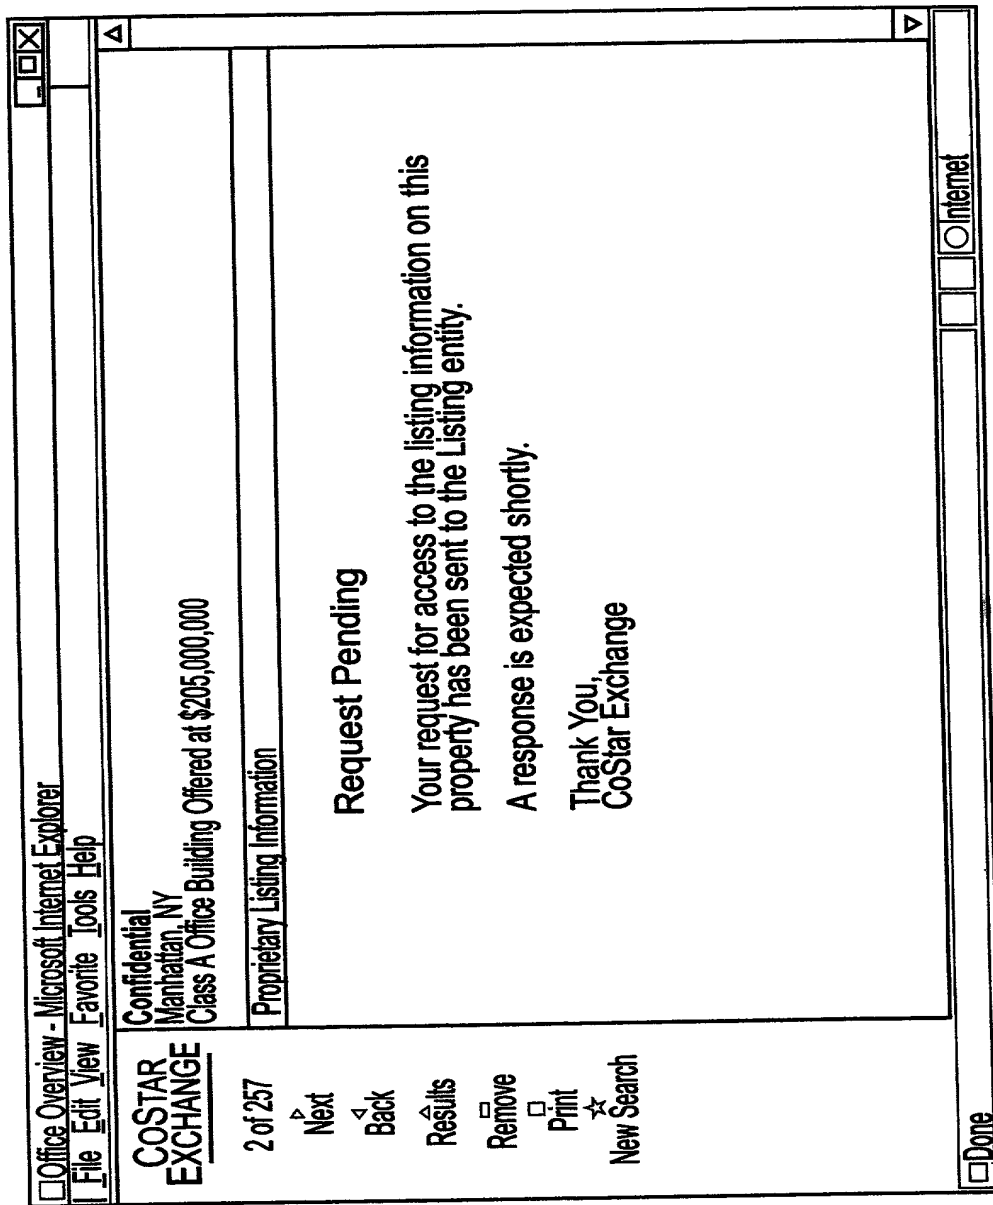 Office Overview - Microsoft Internet Explorer
File Edit View Favorite Tools Help
COSTAR
EXCHANGE
2 of 257
Next
Back
Results
Remove
Print
New Search
Confidential
Manhattan, NY
Class A Office Building Offered at $205,000,000
Proprietary Listing Information
Request Pending
Your request for access to the listing information on this
property has been sent to the Listing entity.
A response is expected shortly.
Thank You,
CoStar Exchange
Done
Internet